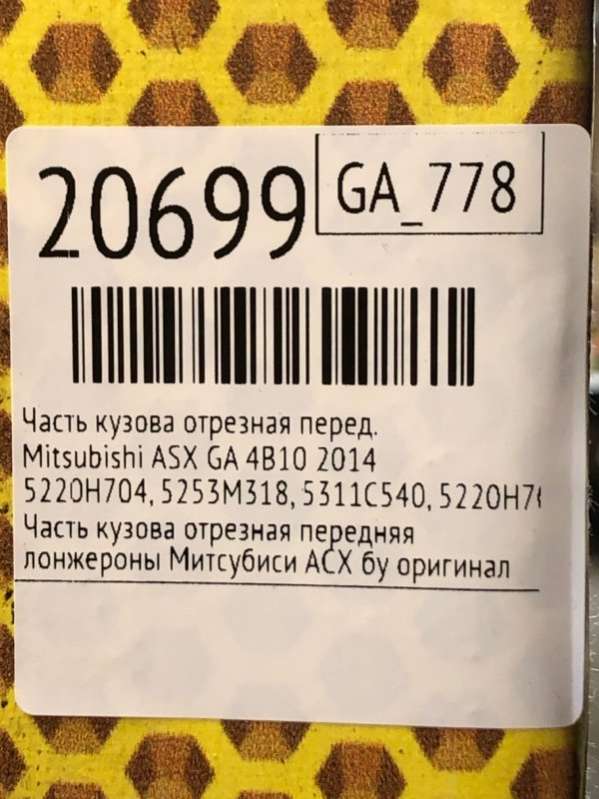 20699
GA_778
Часть кузова отрезная перед.
Mitsubishi ASX GA 4B10 2014
5220H704, 5253M318, 5311C540, 5220H7
Часть кузова отрезная передняя
лонжероны Митсубиси АСХ бу оригинал